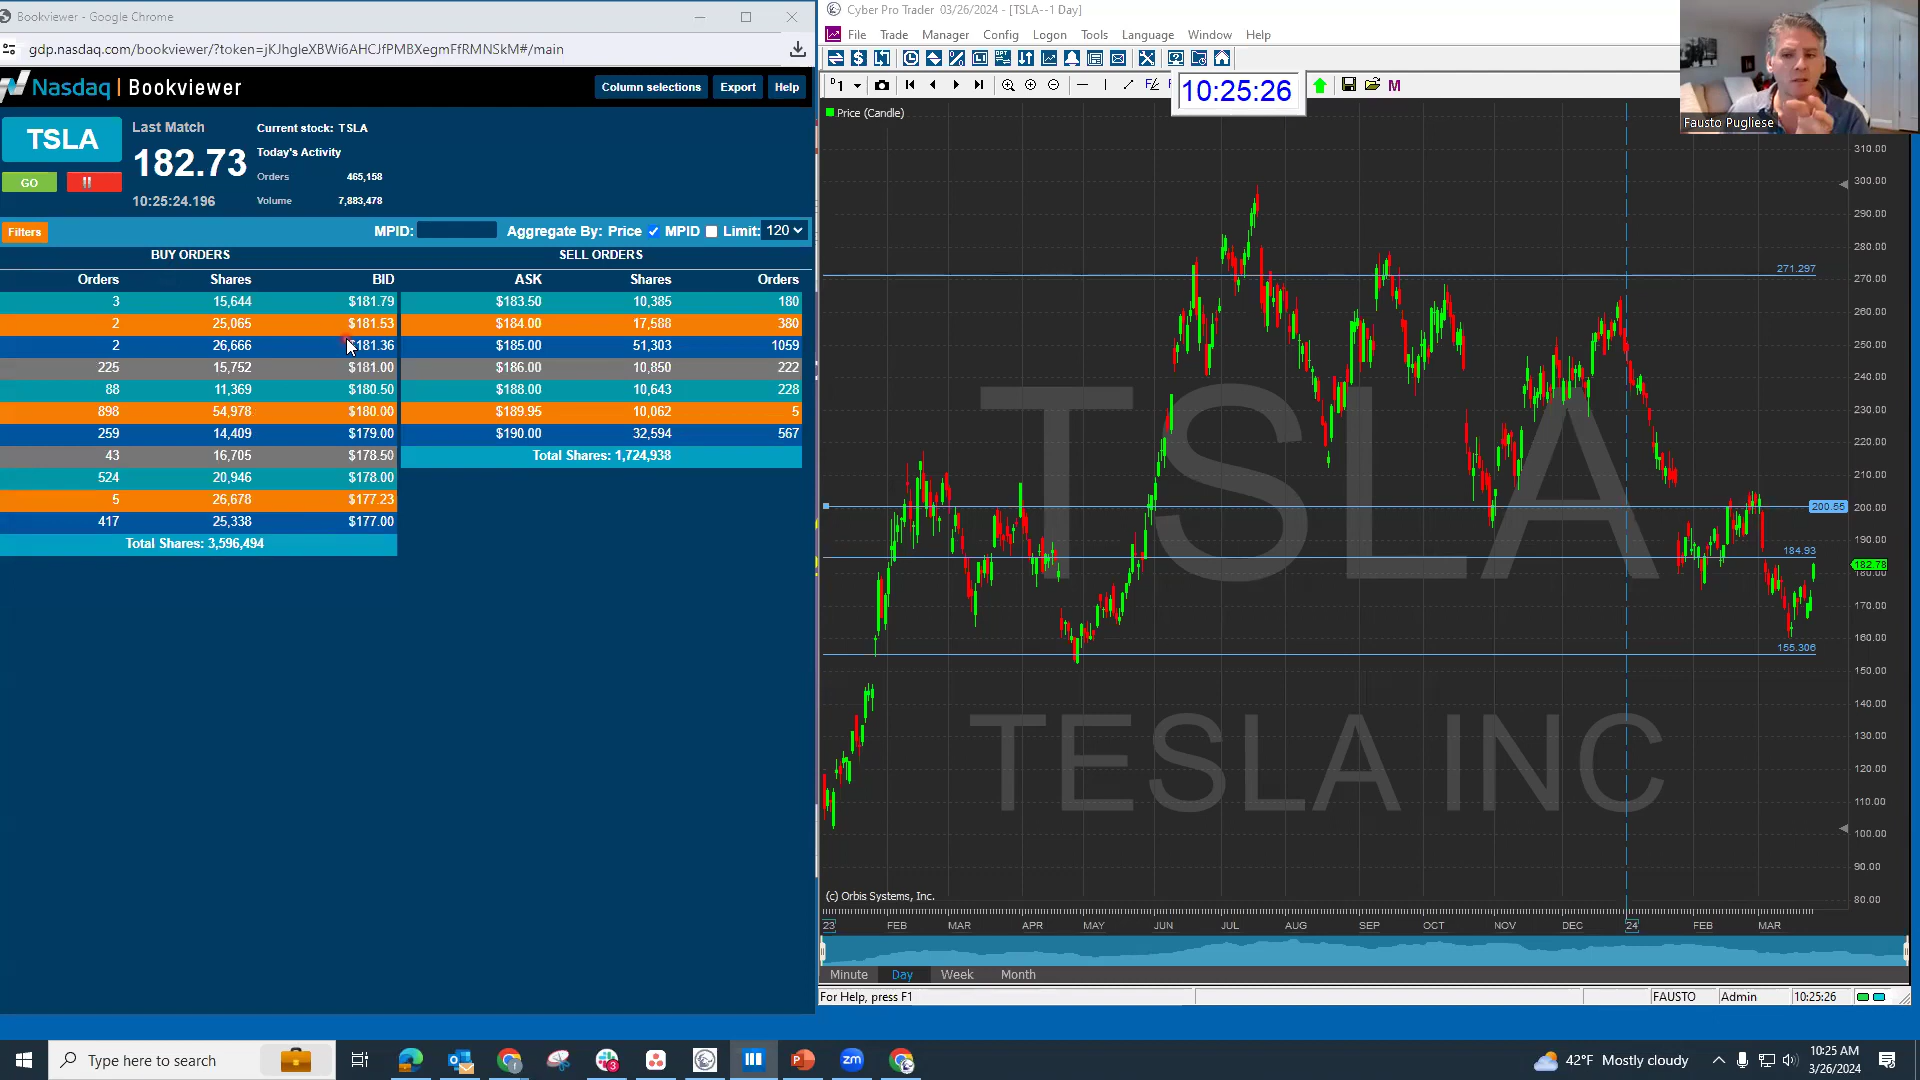 Bookviewer - Google Chrome
gdp.nasdaq.com/bookviewer/?token=jKJhgleXBWi6AHCJfPMBXegmFfRMNSkM#/main
Nasdaq | Bookviewer
Column selections Export Help
TSLA
Last Match
182.73
10:25:24.196
Current stock: TSLA
Today's Activity
Orders 465,158
Volume 7,883,478
GO
Filters
MPID: Aggregate By: Price MPID Limit: 120
BUY ORDERS SELL ORDERS
Orders Shares BID ASK Shares Orders
3 15,644 $181.79 $183.50 10,385 180
2 25,065 $181.53 $184.00 17,588 380
2 26,666 $181.36 $185.00 51,303 1059
225 15,752 $181.00 $186.00 10,850 222
88 11,369 $180.50 $188.00 10,643 228
898 54,978 $180.00 $189.95 10,062 5
259 14,409 $179.00 $190.00 32,594 567
43 16,705 $178.50 Total Shares: 1,724,938
524 20,946 $178.00
5 26,678 $177.23
417 25,338 $177.00
Total Shares: 3,596,494
Cyber Pro Trader 03/26/2024 - [TSLA--1 Day]
File Trade Manager Config Logon Tools Language Window Help
D1
10:25:26
M
Fausto Pugliese
Price (Candle)
310.00
300.00
290.00
280.00
271.297
270.00
260.00
250.00
240.00
230.00
220.00
210.00
200.55
200.00
190.00
184.93
182.78
180.00
170.00
160.00
155.306
150.00
140.00
130.00
120.00
110.00
100.00
90.00
80.00
TSLA
TESLA INC
(c) Orbis Systems, Inc.
23 FEB MAR APR MAY JUN JUL AUG SEP OCT NOV DEC 24 FEB MAR
Minute Day Week Month
For Help, press F1
FAUSTO Admin 10:25:26
Type here to search
3
zm
42°F Mostly cloudy
10:25 AM
3/26/2024